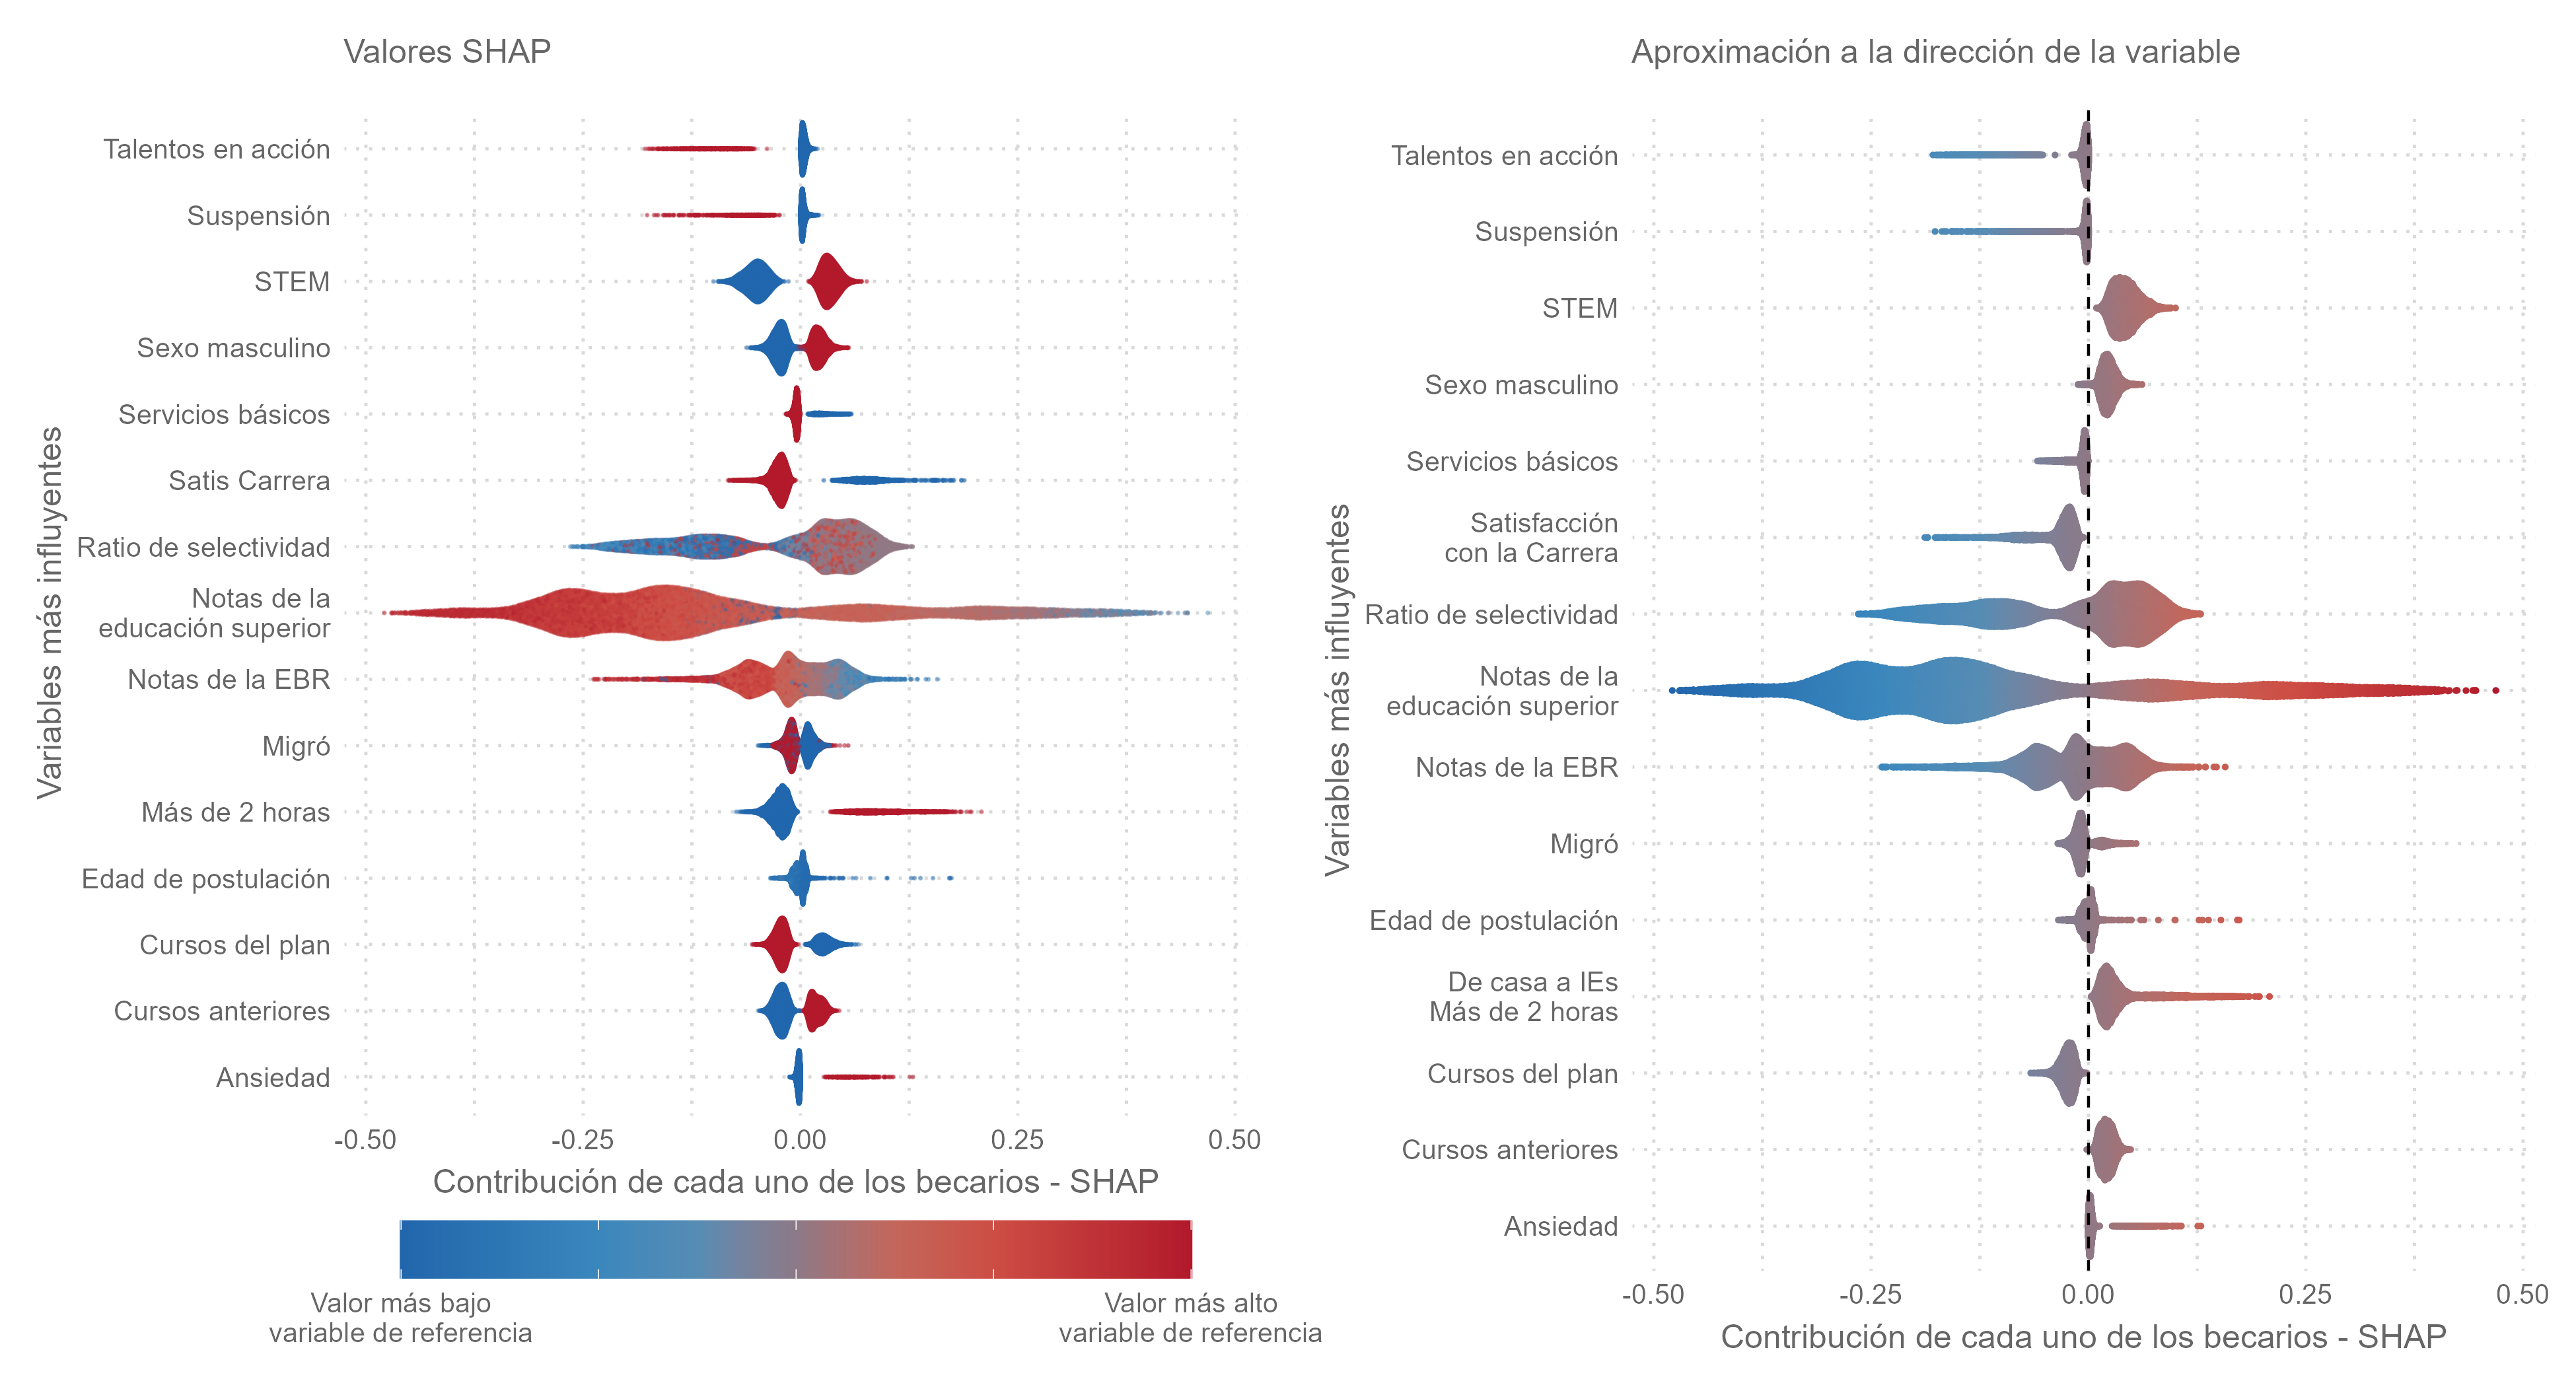 Valores SHAP
Variables más influyentes
Talentos en acción
Suspensión
STEM
Sexo masculino
Servicios básicos
Satis Carrera
Ratio de selectividad
Notas de la
educación superior
Notas de la EBR
Migró
Más de 2 horas
Edad de postulación
Cursos del plan
Cursos anteriores
Ansiedad
-0.50 -0.25 0.00 0.25 0.50
Contribución de cada uno de los becarios - SHAP
Valor más bajo
variable de referencia
Valor más alto
variable de referencia
Aproximación a la dirección de la variable
Variables más influyentes
Talentos en acción
Suspensión
STEM
Sexo masculino
Servicios básicos
Satisfacción
con la Carrera
Ratio de selectividad
Notas de la
educación superior
Notas de la EBR
Migró
Edad de postulación
De casa a IEs
Más de 2 horas
Cursos del plan
Cursos anteriores
Ansiedad
-0.50 -0.25 0.00 0.25 0.50
Contribución de cada uno de los becarios - SHAP